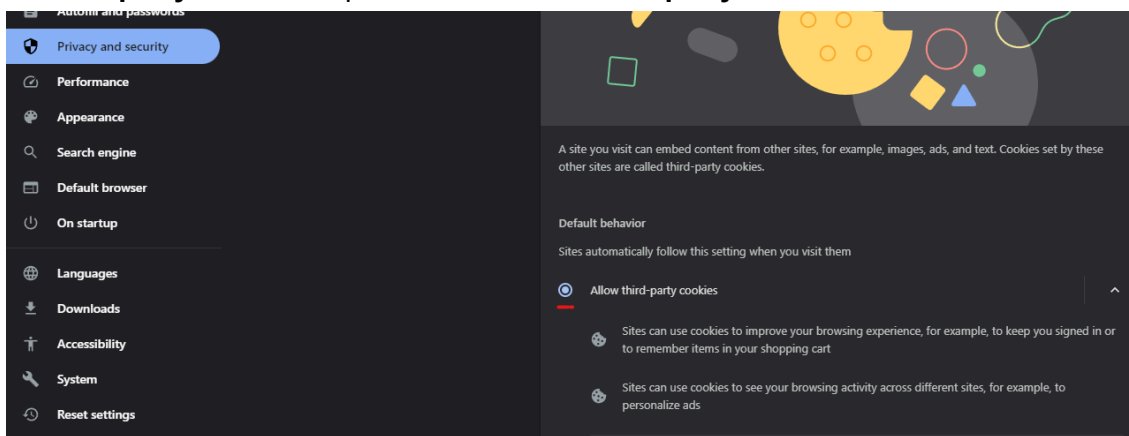 Autofill and passwords
Privacy and security
Performance
Appearance
Search engine
Default browser
On startup
Languages
Downloads
Accessibility
System
Reset settings
A site you visit can embed content from other sites, for example, images, ads, and text. Cookies set by these
other sites are called third-party cookies.
Default behavior
Sites automatically follow this setting when you visit them
Allow third-party cookies
Sites can use cookies to improve your browsing experience, for example, to keep you signed in or
to remember items in your shopping cart
Sites can use cookies to see your browsing activity across different sites, for example, to
personalize ads